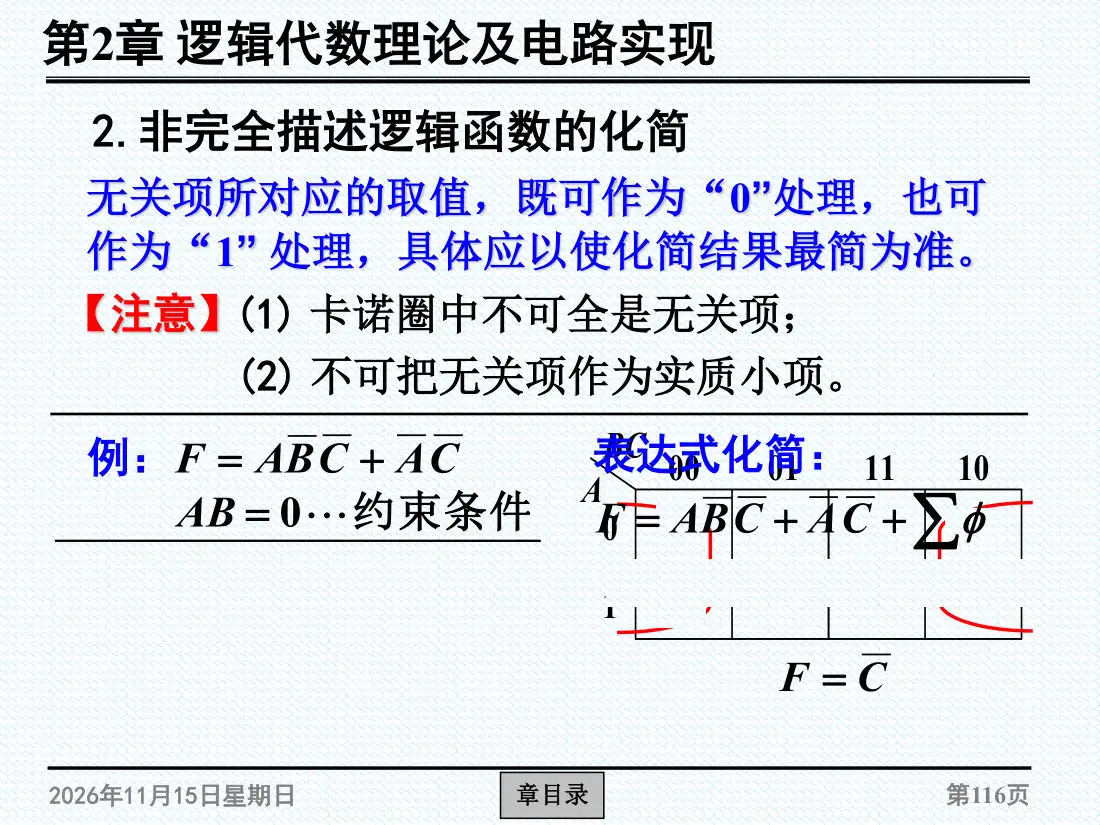 第2章 逻辑代数理论及电路实现
2.非完全描述逻辑函数的化简
无关项所对应的取值，既可作为“0”处理，也可
作为“1” 处理，具体应以使化简结果最简为准。
【注意】(1) 卡诺圈中不可全是无关项；
(2) 不可把无关项作为实质小项。
例：F = AB̅C̅ + A̅C̅
AB = 0⋯约束条件
表达式化简：
BC
A
00 01 11 10
F = AB̅C̅ + A̅C̅ + ∑ϕ
0
1
F = C̅
2026年11月15日星期日
章目录
第116页